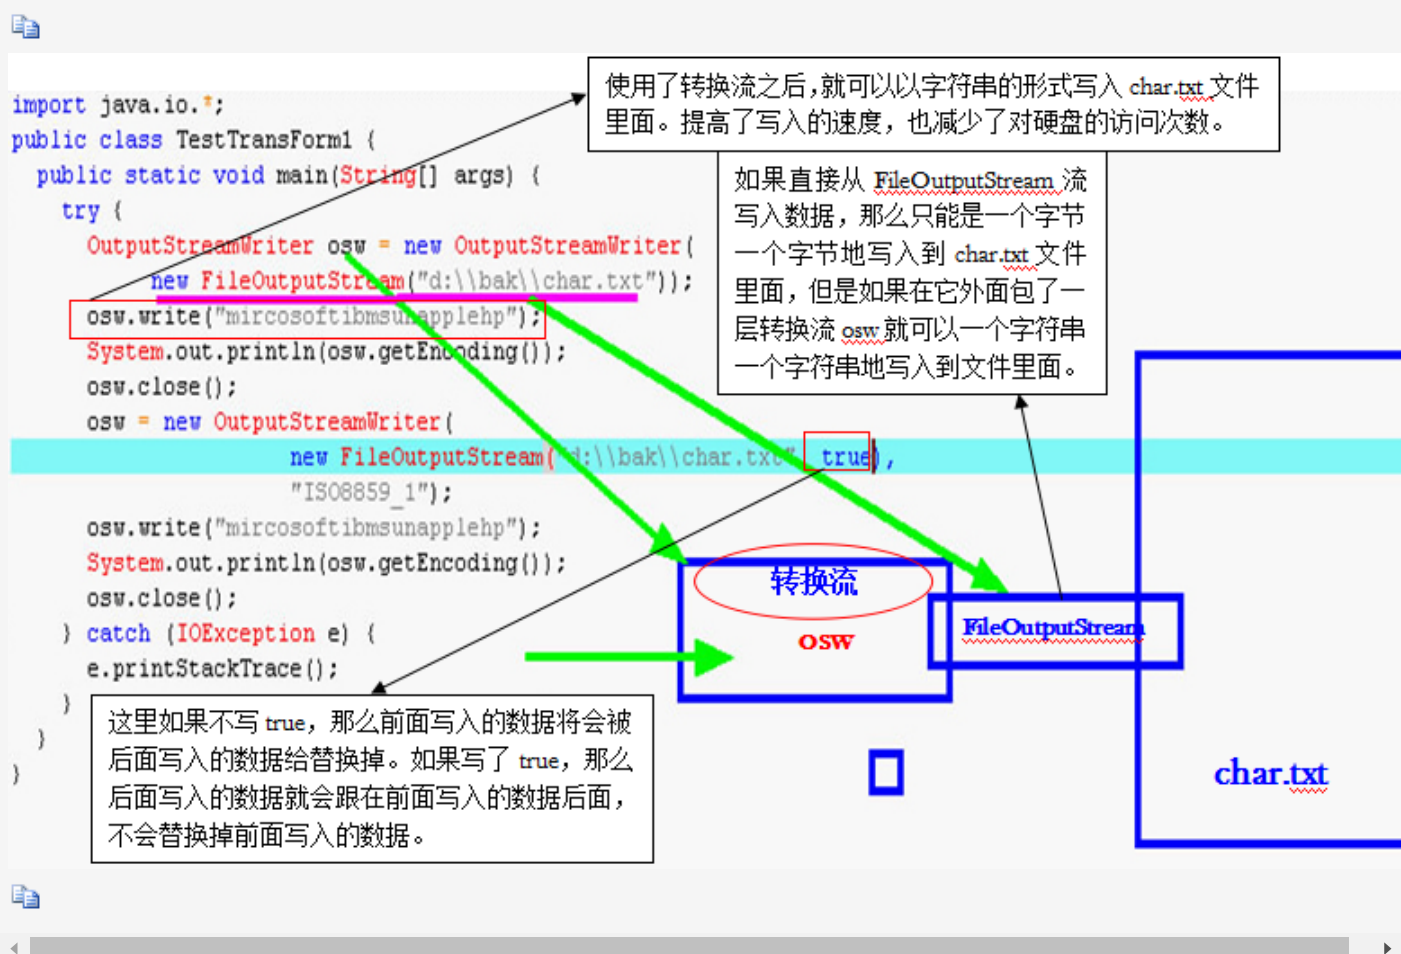 使用了转换流之后,就可以以字符串的形式写入 char.txt 文件
里面。提高了写入的速度，也减少了对硬盘的访问次数。
如果直接从 FileOutputStream 流
写入数据，那么只能是一个字节
一个字节地写入到 char.txt 文件
里面，但是如果在它外面包了一
层转换流 osw 就可以一个字符串
一个字符串地写入到文件里面。
import java.io.*;
public class TestTransForm1 {
public static void main(String[] args) {
try {
OutputStreamWriter osw = new OutputStreamWriter(
new FileOutputStream("d:\\bak\\char.txt"));
osw.write("mircosoftibmsunapplehp");
System.out.println(osw.getEncoding());
osw.close();
osw = new OutputStreamWriter(
new FileOutputStream("d:\\bak\\char.txt", true),
"ISO8859_1");
osw.write("mircosoftibmsunapplehp");
System.out.println(osw.getEncoding());
osw.close();
} catch (IOException e) {
e.printStackTrace();
}
}
}
转换流
osw
FileOutputStream
char.txt
这里如果不写 true，那么前面写入的数据将会被
后面写入的数据给替换掉。如果写了 true，那么
后面写入的数据就会跟在前面写入的数据后面，
不会替换掉前面写入的数据。